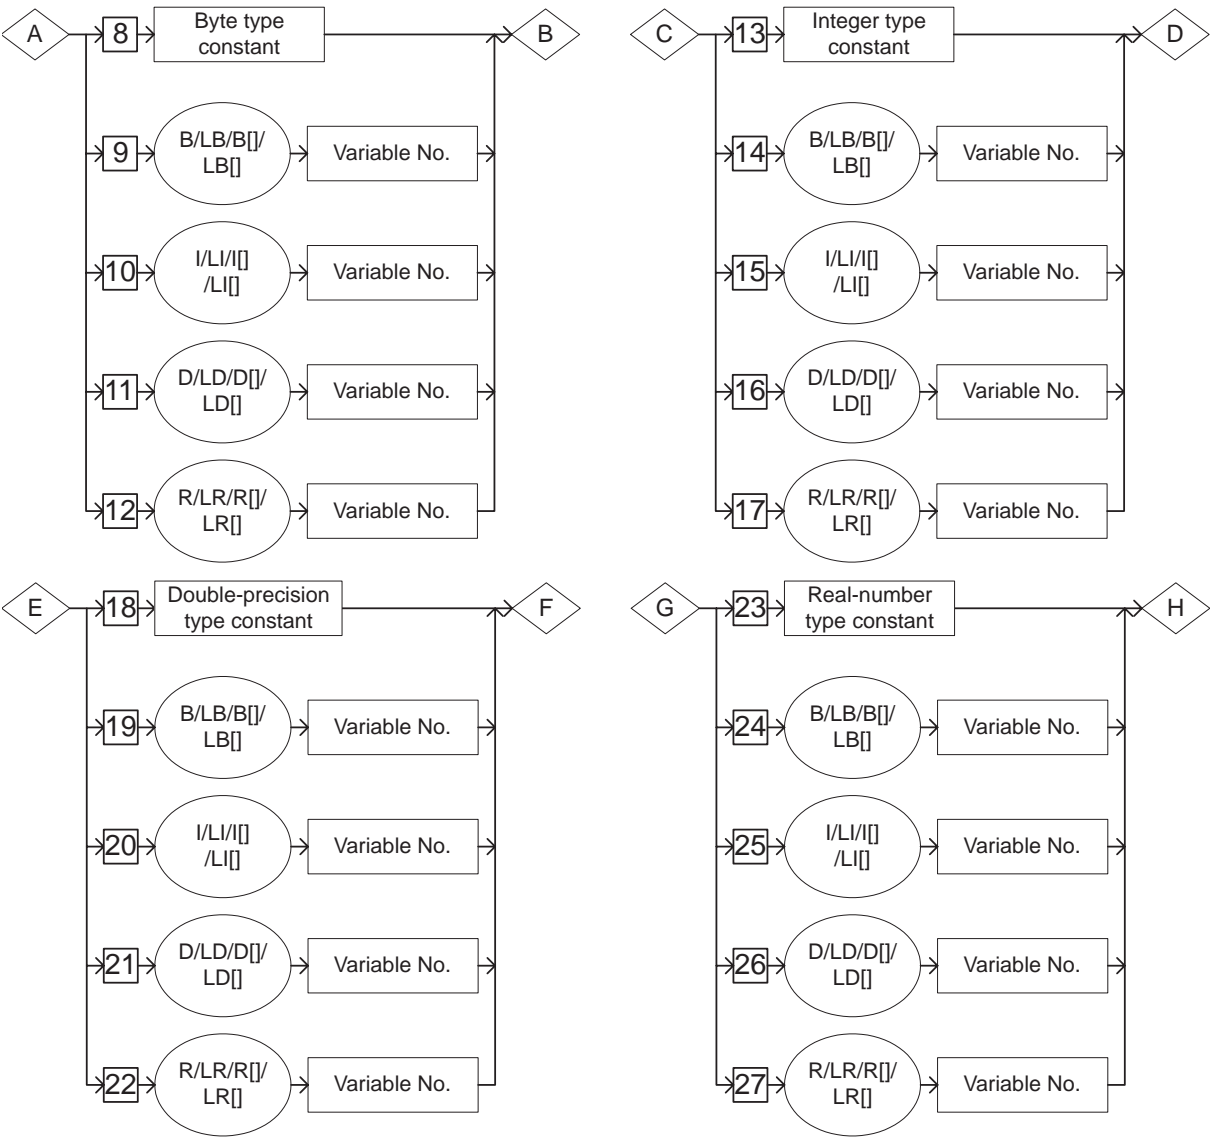 A
8
Byte type
constant
B
9
B/LB/B[]/
LB[]
Variable No.
10
I/LI/I[]
/LI[]
Variable No.
11
D/LD/D[]/
LD[]
Variable No.
12
R/LR/R[]/
LR[]
Variable No.
C
13
Integer type
constant
D
14
B/LB/B[]/
LB[]
Variable No.
15
I/LI/I[]
/LI[]
Variable No.
16
D/LD/D[]/
LD[]
Variable No.
17
R/LR/R[]/
LR[]
Variable No.
E
18
Double-precision
type constant
F
19
B/LB/B[]/
LB[]
Variable No.
20
I/LI/I[]
/LI[]
Variable No.
21
D/LD/D[]/
LD[]
Variable No.
22
R/LR/R[]/
LR[]
Variable No.
G
23
Real-number
type constant
H
24
B/LB/B[]/
LB[]
Variable No.
25
I/LI/I[]
/LI[]
Variable No.
26
D/LD/D[]/
LD[]
Variable No.
27
R/LR/R[]/
LR[]
Variable No.